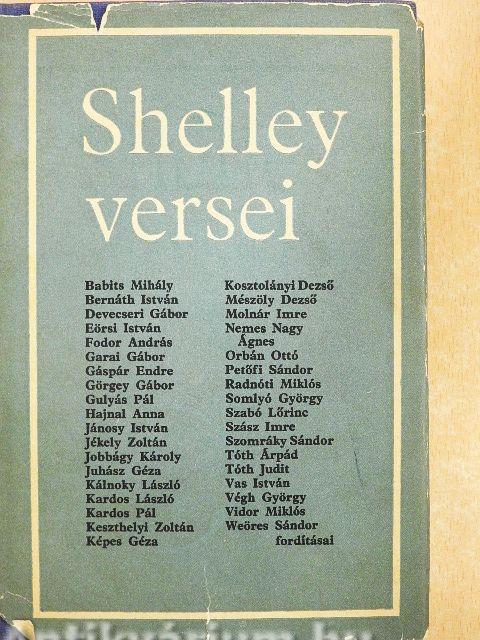 Shelley
versei
Babits Mihály
Bernáth István
Devecseri Gábor
Eörsi István
Fodor András
Garai Gábor
Gáspár Endre
Görgey Gábor
Gulyás Pál
Hajnal Anna
Jánosy István
Jékely Zoltán
Jobbágy Károly
Juhász Géza
Kálnoky László
Kardos László
Kardos Pál
Keszthelyi Zoltán
Képes Géza
Kosztolányi Dezső
Mészöly Dezső
Molnár Imre
Nemes Nagy
Ágnes
Orbán Ottó
Petőfi Sándor
Radnóti Miklós
Somlyó György
Szabó Lőrinc
Szász Imre
Szomráky Sándor
Tóth Árpád
Tóth Judit
Vas István
Végh György
Vidor Miklós
Weöres Sándor
fordításai